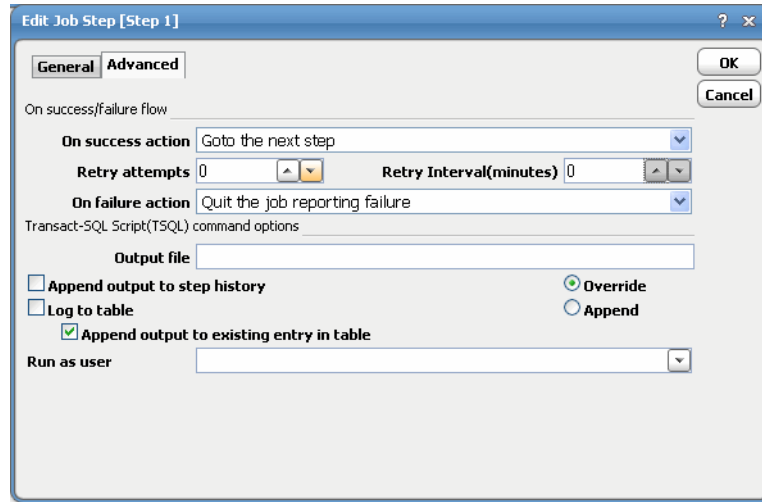 Edit Job Step [Step 1]
? x
General Advanced
OK
Cancel
On success/failure flow
On success action Goto the next step
Retry attempts 0 Retry Interval(minutes) 0
On failure action Quit the job reporting failure
Transact-SQL Script(TSQL) command options
Output file
Append output to step history Override
Log to table Append
Append output to existing entry in table
Run as user